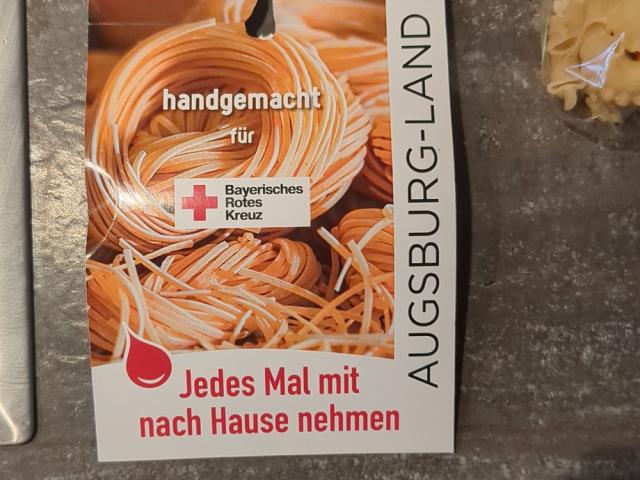 handgemacht
für
Bayerisches
Rotes
Kreuz
AUGSBURG-LAND
Jedes Mal mit
nach Hause nehmen